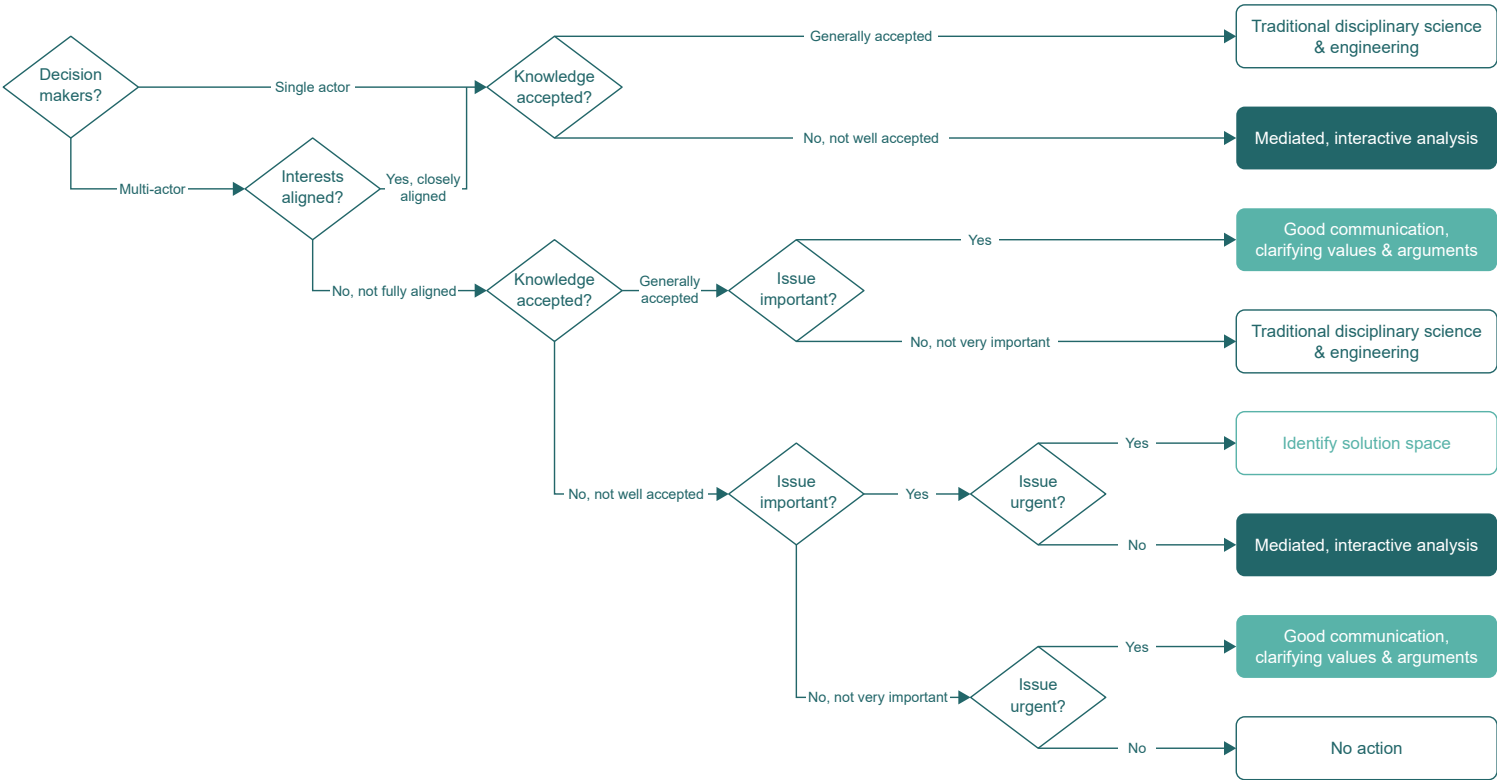 Generally accepted
Traditional disciplinary science
& engineering
Decision
makers?
Single actor
Knowledge
accepted?
No, not well accepted
Mediated, interactive analysis
Multi-actor
Interests
aligned?
Yes, closely
aligned
Yes
Good communication,
clarifying values & arguments
No, not fully aligned
Knowledge
accepted?
Generally
accepted
Issue
important?
No, not very important
Traditional disciplinary science
& engineering
Yes
Identify solution space
No, not well accepted
Issue
important?
Yes
Issue
urgent?
No
Mediated, interactive analysis
Yes
Good communication,
clarifying values & arguments
No, not very important
Issue
urgent?
No
No action